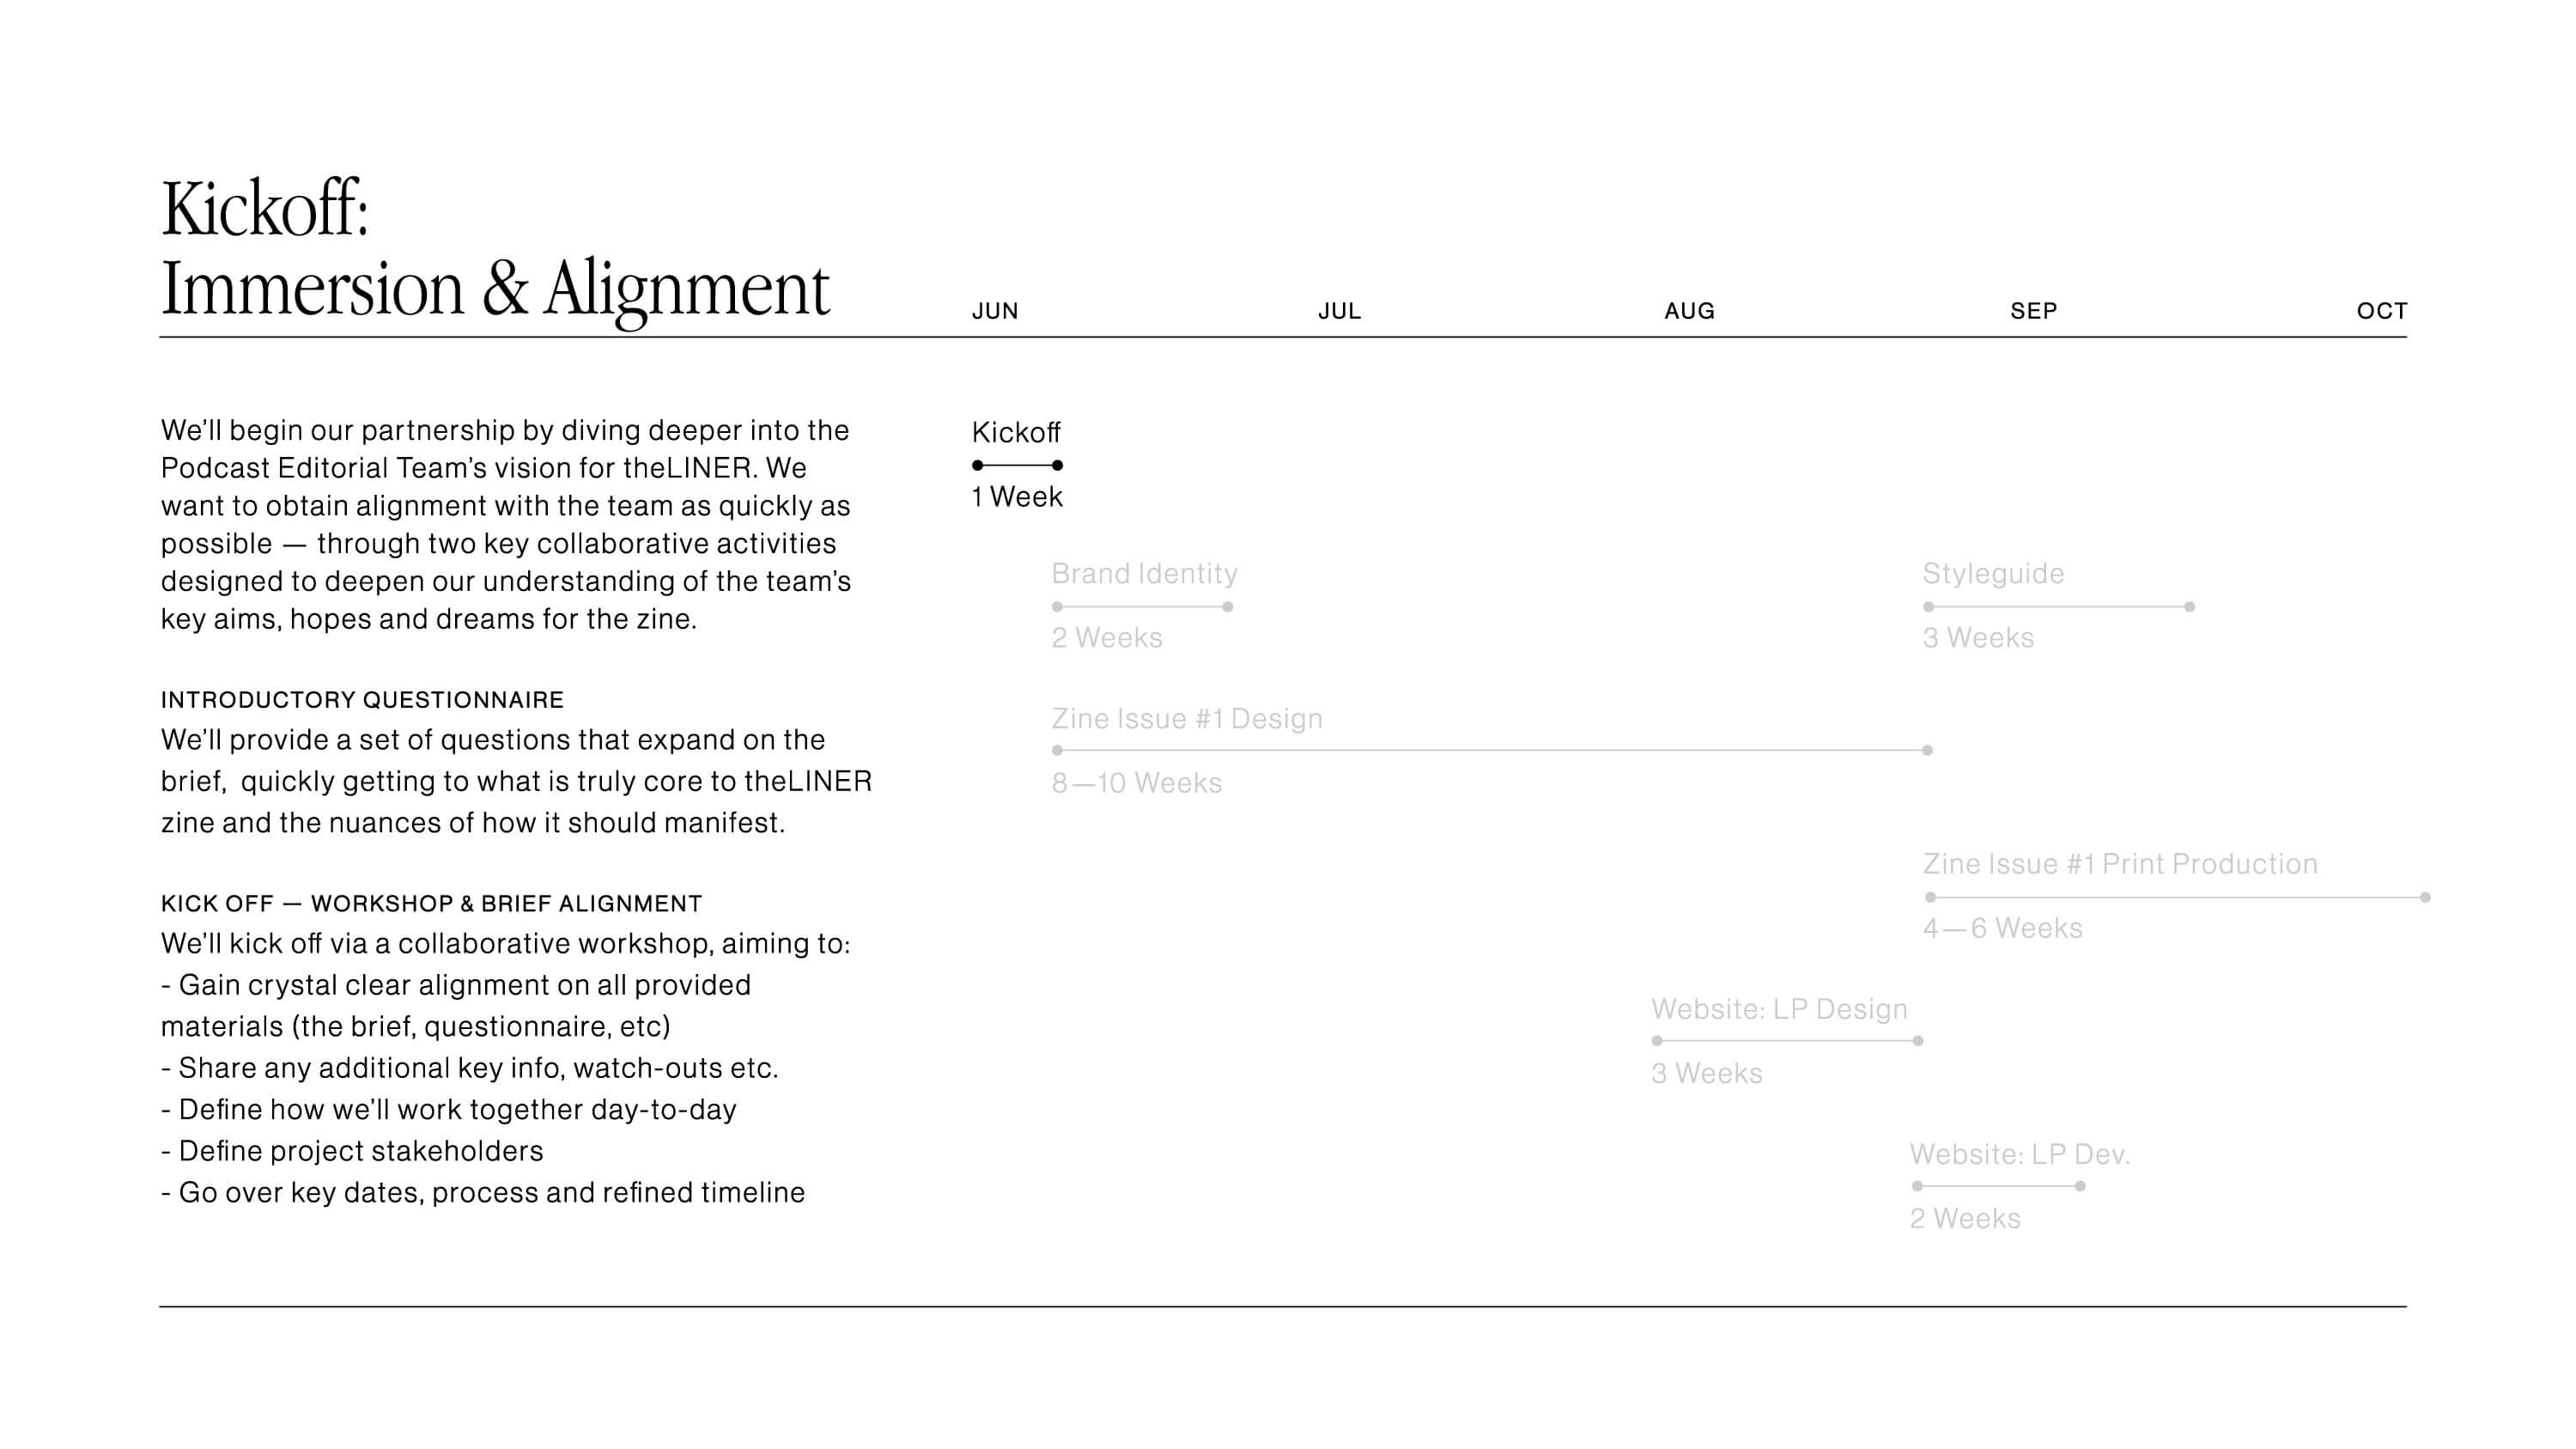 Kickoff:
Immersion & Alignment
JUN
JUL
AUG
SEP
OCT
We’ll begin our partnership by diving deeper into the
Podcast Editorial Team’s vision for theLINER. We
want to obtain alignment with the team as quickly as
possible — through two key collaborative activities
designed to deepen our understanding of the team’s
key aims, hopes and dreams for the zine.
INTRODUCTORY QUESTIONNAIRE
We’ll provide a set of questions that expand on the
brief,  quickly getting to what is truly core to theLINER
zine and the nuances of how it should manifest.
KICK OFF — WORKSHOP & BRIEF ALIGNMENT
We’ll kick off via a collaborative workshop, aiming to:
- Gain crystal clear alignment on all provided
materials (the brief, questionnaire, etc)
- Share any additional key info, watch-outs etc.
- Define how we’ll work together day-to-day
- Define project stakeholders
- Go over key dates, process and refined timeline
Kickoff
1 Week
Brand Identity
2 Weeks
Styleguide
3 Weeks
Zine Issue #1 Design
8—10 Weeks
Zine Issue #1 Print Production
4—6 Weeks
Website: LP Design
3 Weeks
Website: LP Dev.
2 Weeks